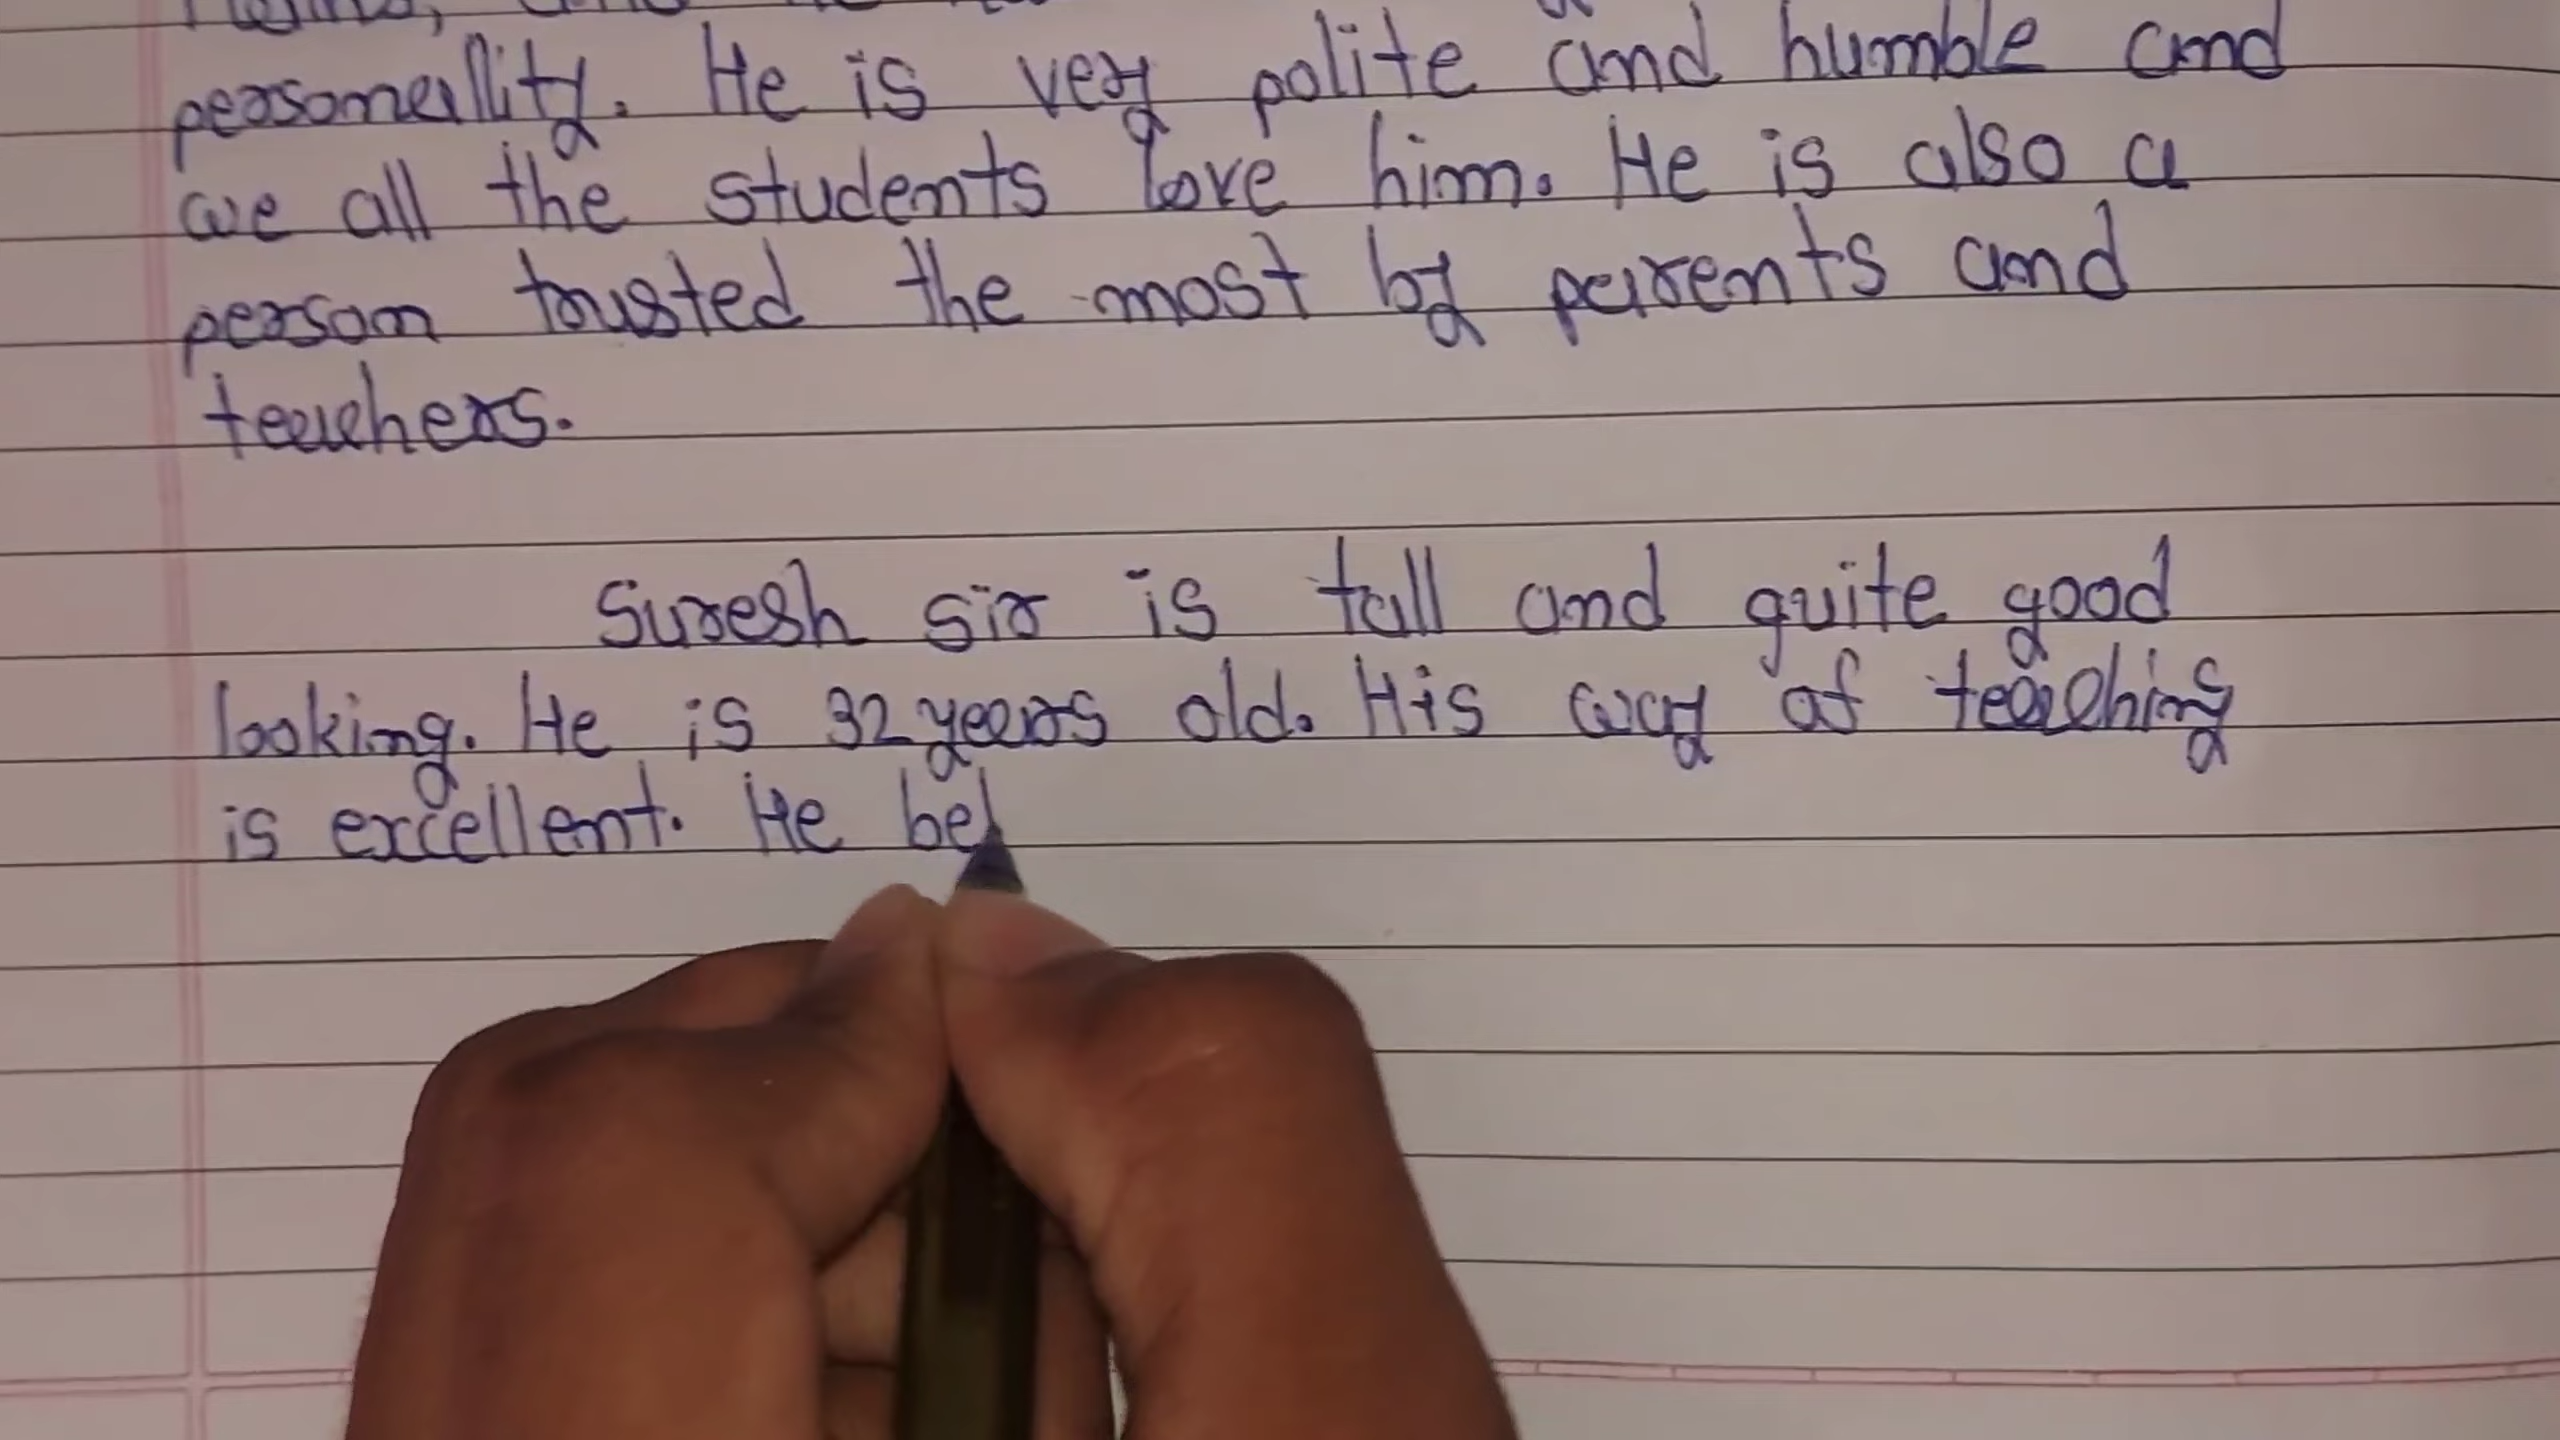 personallity. He is very polite and humble and
we all the students love him. He is also a
person trusted the most by parents and
teachers.
Suresh sir is tall and quite good
looking. He is 32 years old. His way of teaching
is excellent. He bel